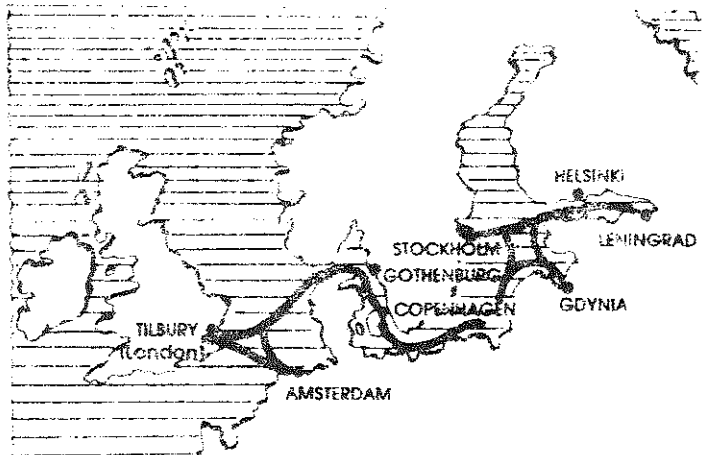 HELSINKI
LENINGRAD
STOCKHOLM
GOTHENBURG
COPENHAGEN
GDYNIA
TILBURY
(London)
AMSTERDAM